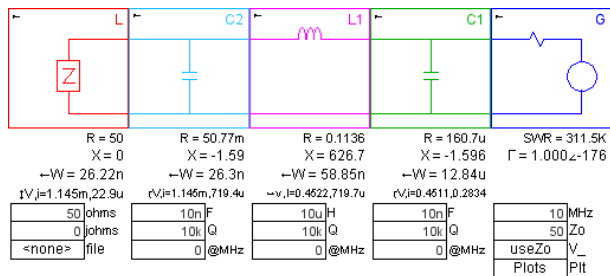 L C2 L1 C1 G
Z
R = 50 R = 50.77m R = 0.1136 R = 160.7u SWR = 311.5K
X = 0 X = -1.59 X = 626.7 X = -1.596 Γ = 1.000∠-176
←W = 26.22n ←W = 26.3n ←W = 58.85n ←W = 12.84u
‡V,i=1.145m,22.9u rV,i=1.145m,719.4u ¬v,I=0.4522,719.7u rV,i=0.4511,0.2834
50 ohms 10n F 10u H 10n F 10 MHz
0 johms 10k Q 10k Q 10k Q 50 Zo
<none> file 0 @MHz 0 @MHz 0 @MHz useZo V_
Plots Plt